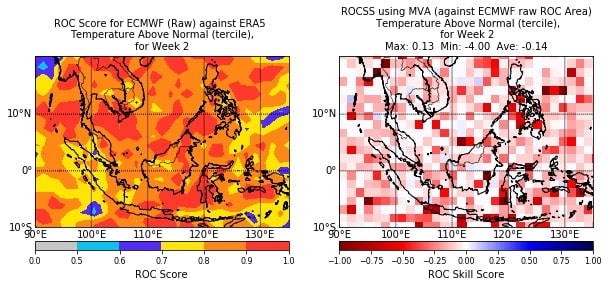 ROC Score for ECMWF (Raw) against ERA5
Temperature Above Normal (tercile),
for Week 2
10°N
0°
10°S
90°E 100°E 110°E 120°E 130°E
0.0 0.5 0.6 0.7 0.8 0.9 1.0
ROC Score
ROCSS using MVA (against ECMWF raw ROC Area)
Temperature Above Normal (tercile),
for Week 2
Max: 0.13 Min: -4.00 Ave: -0.14
10°N
0°
10°S
90°E 100°E 110°E 120°E 130°E
−1.00 −0.75 −0.50 −0.25 0.00 0.25 0.50 0.75 1.00
ROC Skill Score